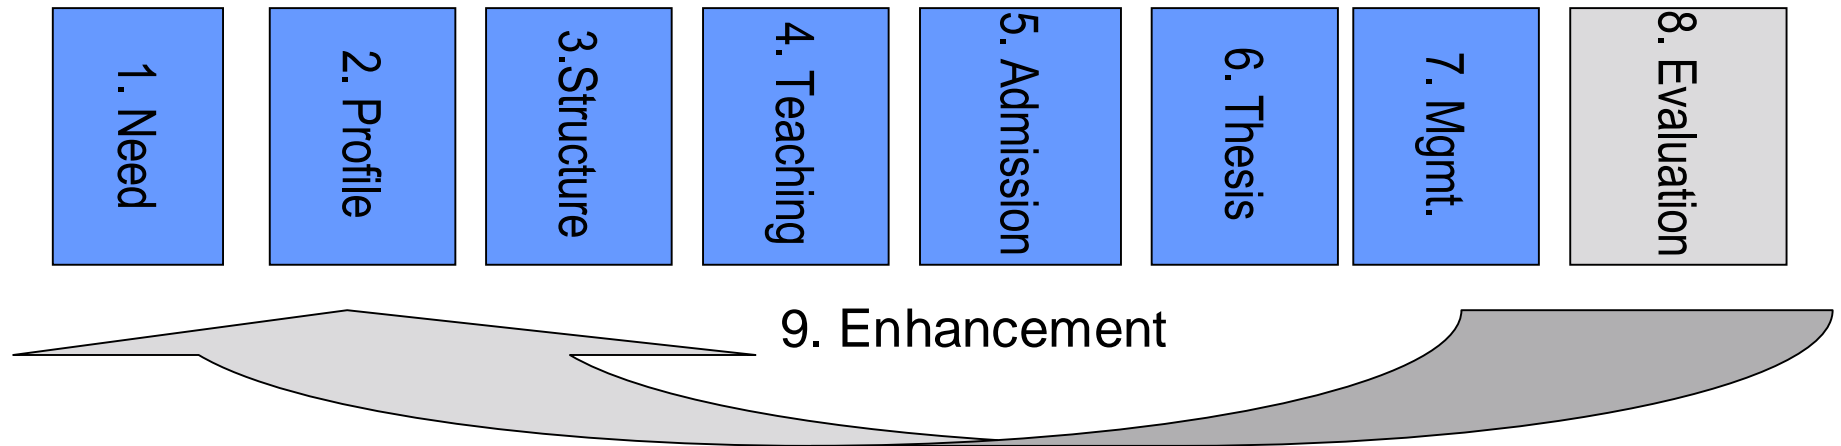 1. Need
2. Profile
3.Structure
4. Teaching
5. Admission
6. Thesis
7. Mgmt.
8. Evaluation
9. Enhancement